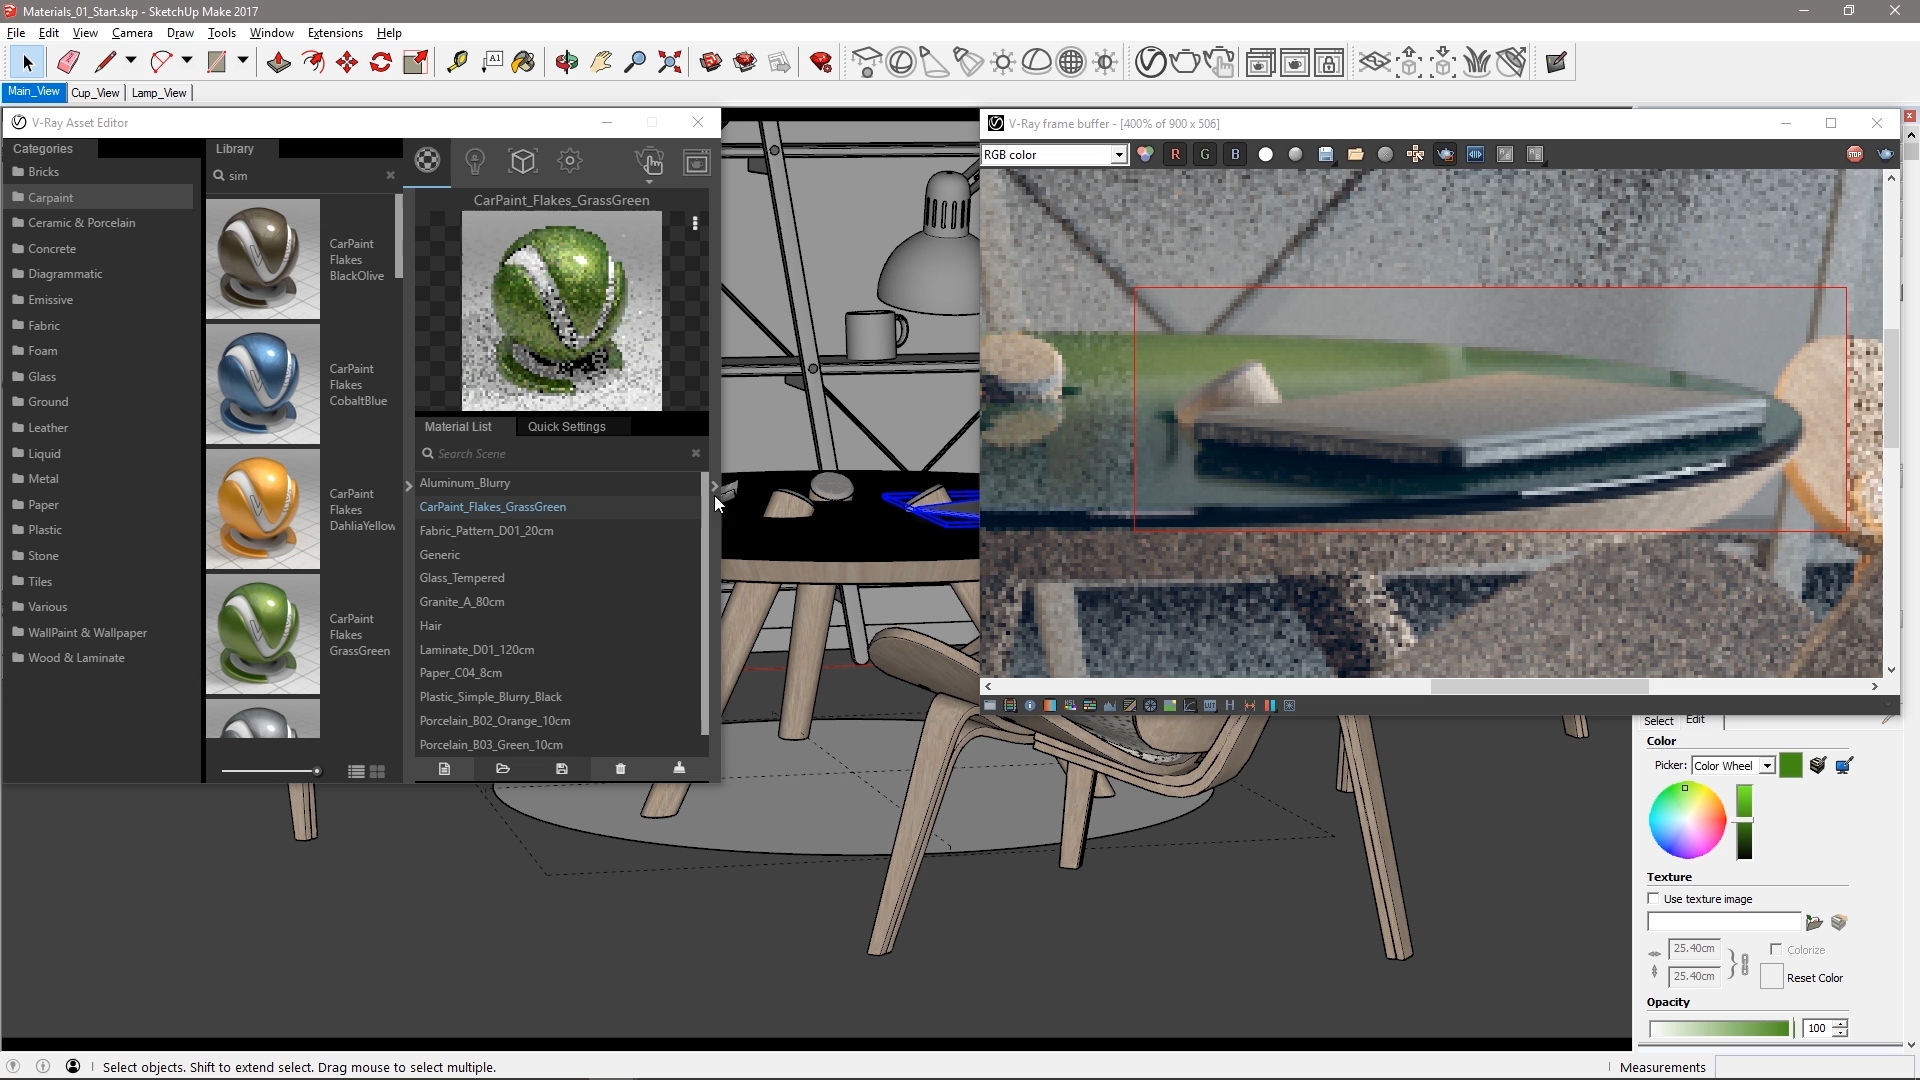 Materials_01_Start.skp - SketchUp Make 2017
File Edit View Camera Draw Tools Window Extensions Help
A1
Main_View Cup_View Lamp_View
V-Ray Asset Editor
Categories
Bricks
Carpaint
Ceramic & Porcelain
Concrete
Diagrammatic
Emissive
Fabric
Foam
Glass
Ground
Leather
Liquid
Metal
Paper
Plastic
Stone
Tiles
Various
WallPaint & Wallpaper
Wood & Laminate
Library
sim
CarPaint
Flakes
BlackOlive
CarPaint
Flakes
CobaltBlue
CarPaint
Flakes
DahliaYellow
CarPaint
Flakes
GrassGreen
CarPaint_Flakes_GrassGreen
Material List Quick Settings
Search Scene
Aluminum_Blurry
CarPaint_Flakes_GrassGreen
Fabric_Pattern_D01_20cm
Generic
Glass_Tempered
Granite_A_80cm
Hair
Laminate_D01_120cm
Paper_C04_8cm
Plastic_Simple_Blurry_Black
Porcelain_B02_Orange_10cm
Porcelain_B03_Green_10cm
V-Ray frame buffer - [400% of 900 x 506]
RGB color
R G B
STOP
Select Edit
Color
Picker: Color Wheel
Texture
Use texture image
25.40cm
Colorize
25.40cm
Reset Color
Opacity
100
Select objects. Shift to extend select. Drag mouse to select multiple.
Measurements